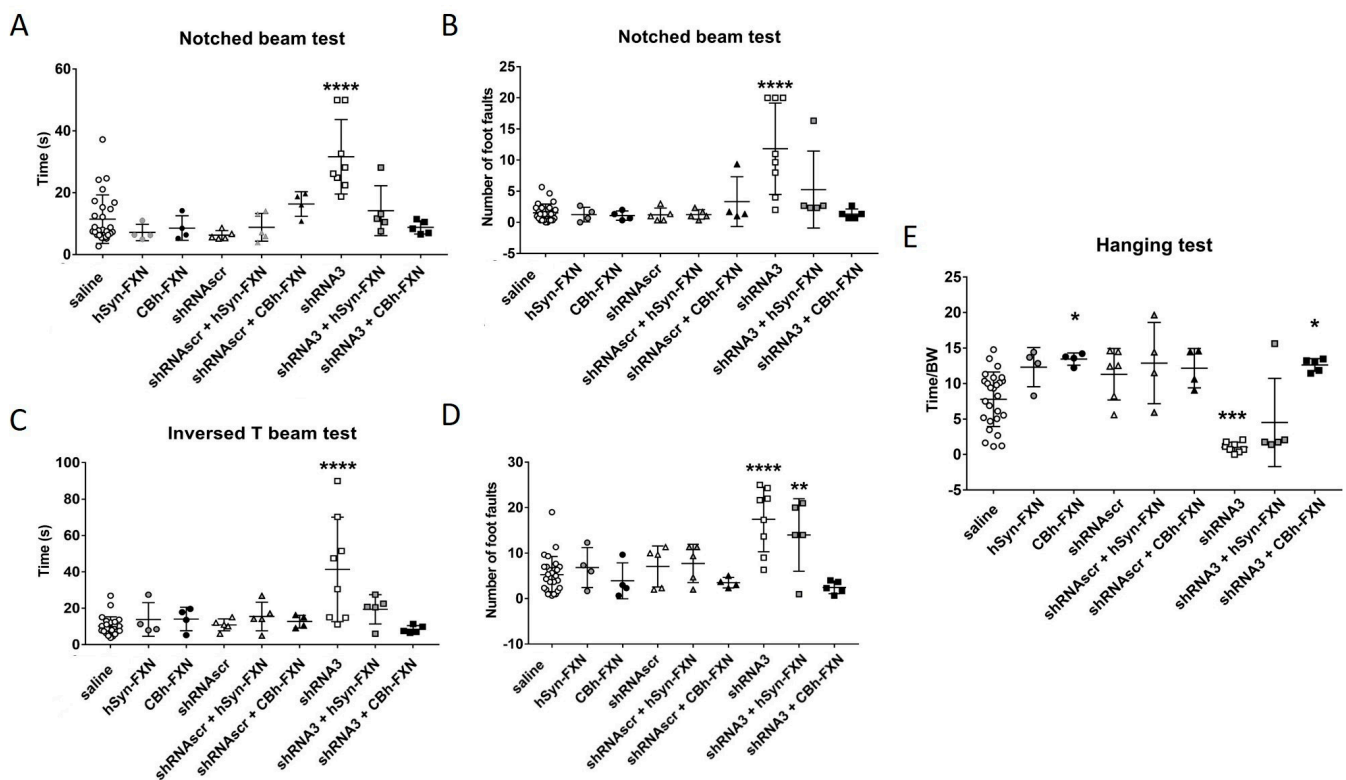 A
Notched beam test
Time (s)
60
40
20
0
****
saline
hSyn-FXN
CBh-FXN
shRNAscr
shRNAscr + hSyn-FXN
shRNAscr + CBh-FXN
shRNA3
shRNA3 + hSyn-FXN
shRNA3 + CBh-FXN
B
Notched beam test
Number of foot faults
25
20
15
10
5
0
-5
****
saline
hSyn-FXN
CBh-FXN
shRNAscr
shRNAscr + hSyn-FXN
shRNAscr + CBh-FXN
shRNA3
shRNA3 + hSyn-FXN
shRNA3 + CBh-FXN
C
Inversed T beam test
Time (s)
100
80
60
40
20
0
****
saline
hSyn-FXN
CBh-FXN
shRNAscr
shRNAscr + hSyn-FXN
shRNAscr + CBh-FXN
shRNA3
shRNA3 + hSyn-FXN
shRNA3 + CBh-FXN
D
Number of foot faults
30
20
10
0
-10
****
**
saline
hSyn-FXN
CBh-FXN
shRNAscr
shRNAscr + hSyn-FXN
shRNAscr + CBh-FXN
shRNA3
shRNA3 + hSyn-FXN
shRNA3 + CBh-FXN
E
Hanging test
Time/BW
25
20
15
10
5
0
-5
*
***
*
saline
hSyn-FXN
CBh-FXN
shRNAscr
shRNAscr + hSyn-FXN
shRNAscr + CBh-FXN
shRNA3
shRNA3 + hSyn-FXN
shRNA3 + CBh-FXN